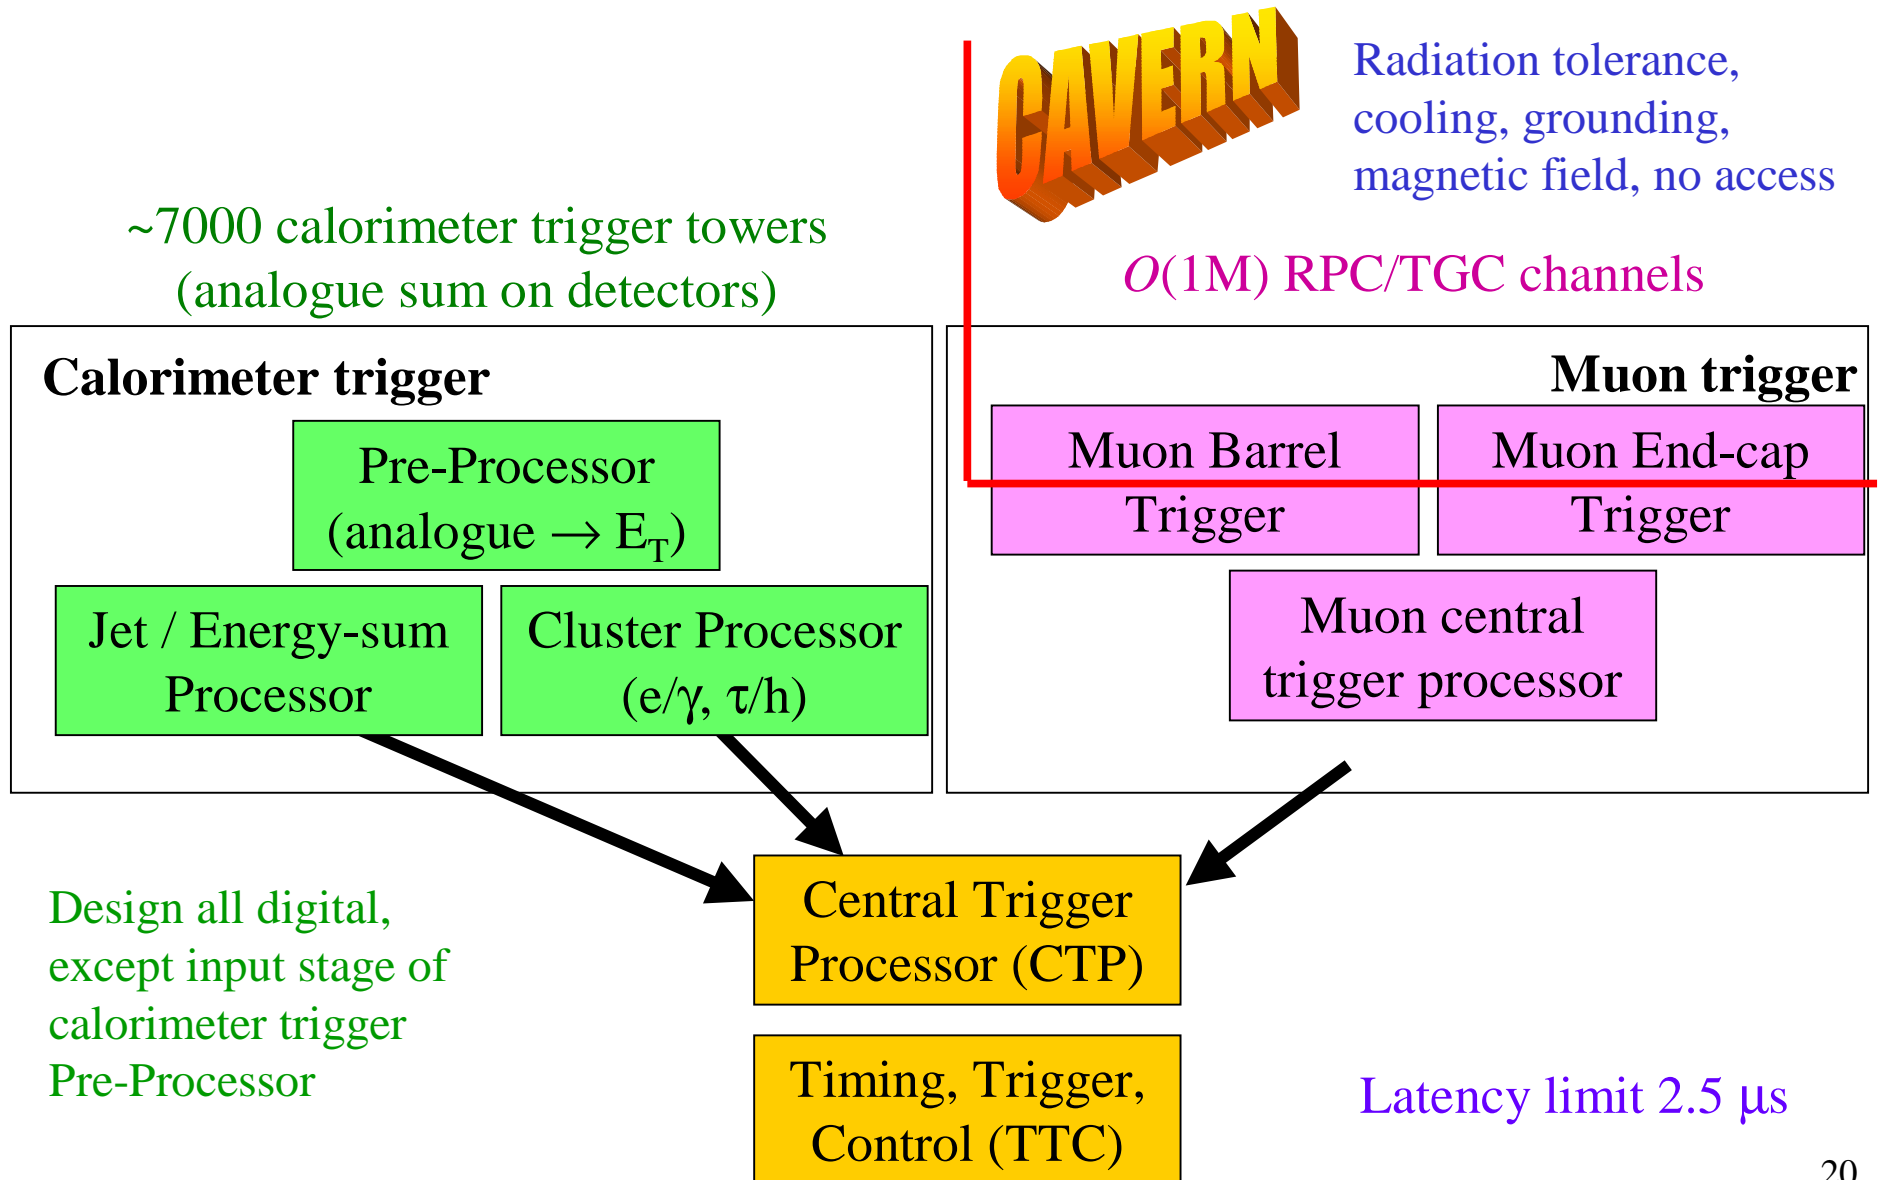 CAVERN
Radiation tolerance,
cooling, grounding,
magnetic field, no access
~7000 calorimeter trigger towers
(analogue sum on detectors)
O(1M) RPC/TGC channels
Calorimeter trigger
Pre-Processor
(analogue → E_T)
Jet / Energy-sum
Processor
Cluster Processor
(e/γ, τ/h)
Muon trigger
Muon Barrel
Trigger
Muon End-cap
Trigger
Muon central
trigger processor
Central Trigger
Processor (CTP)
Design all digital,
except input stage of
calorimeter trigger
Pre-Processor
Timing, Trigger,
Control (TTC)
Latency limit 2.5 μs
20